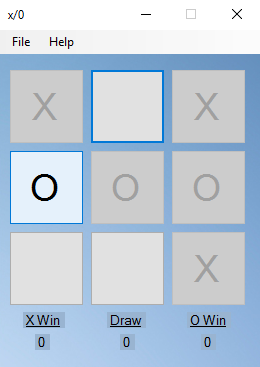 x/0
File Help
X X
O O O
X
X Win Draw O Win
0 0 0